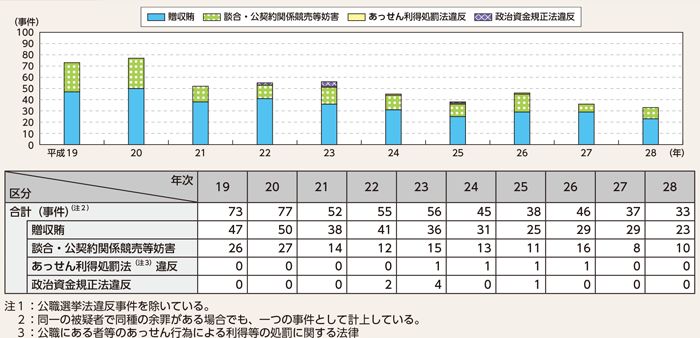 (事件)
贈収賄 談合・公契約関係競売等妨害 あっせん利得処罰法違反 政治資金規正法違反
100
90
80
70
60
50
40
30
20
10
0
平成19 20 21 22 23 24 25 26 27 28 (年)
区分 年次 19 20 21 22 23 24 25 26 27 28
合計(事件)(注2) 73 77 52 55 56 45 38 46 37 33
贈収賄 47 50 38 41 36 31 25 29 29 23
談合・公契約関係競売等妨害 26 27 14 12 15 13 11 16 8 10
あっせん利得処罰法(注3)違反 0 0 0 0 1 1 1 1 0 0
政治資金規正法違反 0 0 0 2 4 0 1 0 0 0
注1:公職選挙法違反事件を除いている。
2:同一の被疑者で同種の余罪がある場合でも、一つの事件として計上している。
3:公職にある者等のあっせん行為による利得等の処罰に関する法律